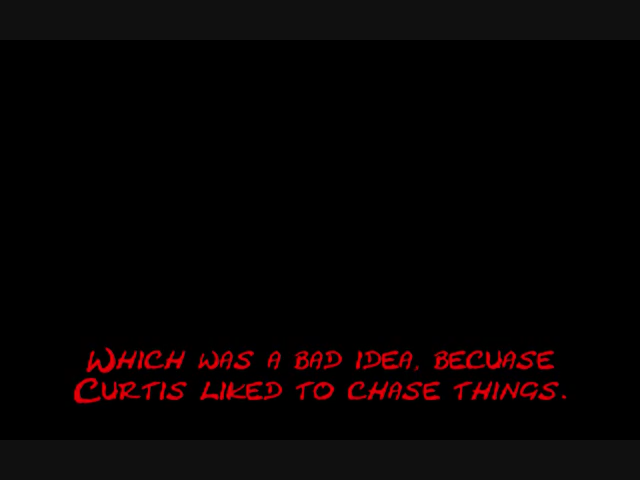 Which was a bad idea, becuase
Curtis liked to chase things.